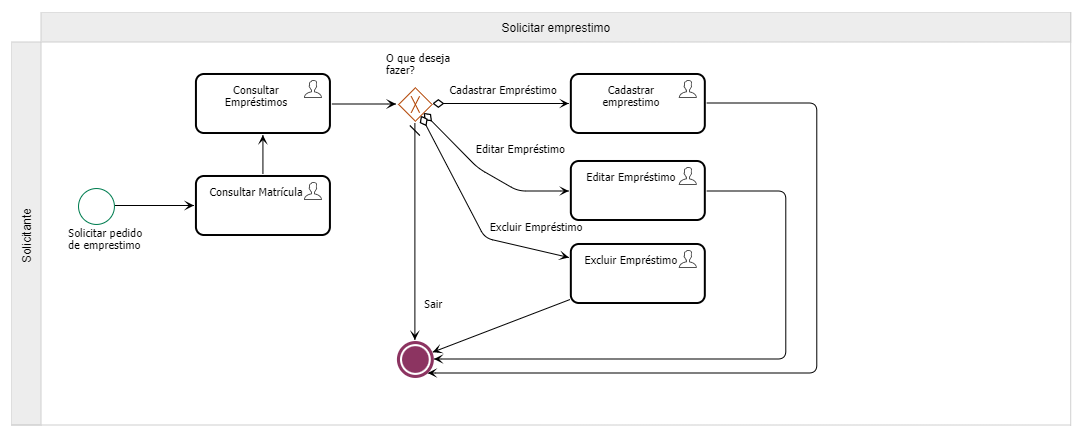 Solicitar emprestimo
Solicitante
Solicitar pedido
de emprestimo
Consultar Matrícula
Consultar
Empréstimos
O que deseja
fazer?
Cadastrar Empréstimo
Cadastrar
emprestimo
Editar Empréstimo
Editar Empréstimo
Excluir Empréstimo
Excluir Empréstimo
Sair